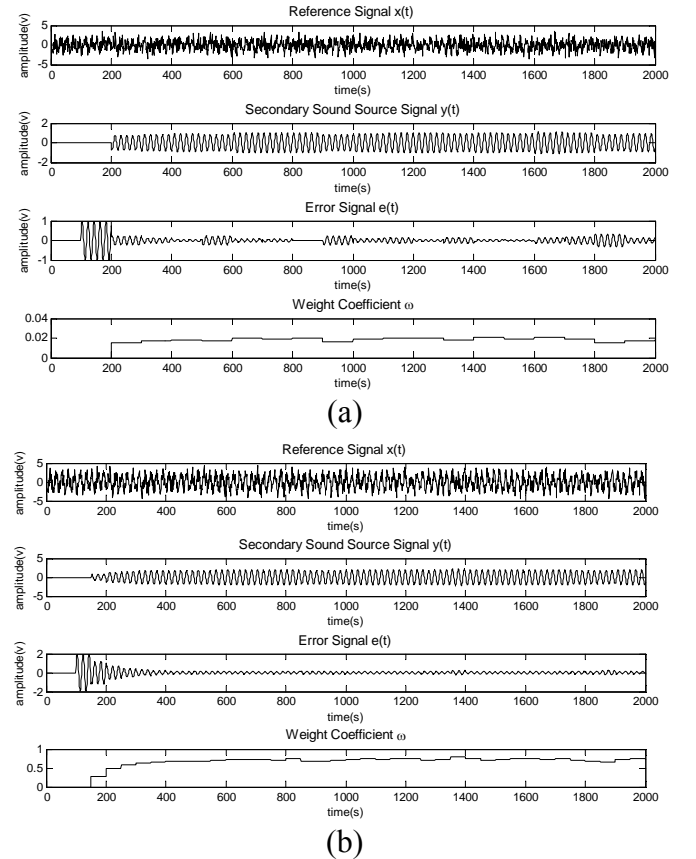 Reference Signal x(t)
amplitude(v)
5
0
-5
0 200 400 600 800 1000 1200 1400 1600 1800 2000
time(s)
Secondary Sound Source Signal y(t)
amplitude(v)
2
0
-2
0 200 400 600 800 1000 1200 1400 1600 1800 2000
time(s)
Error Signal e(t)
amplitude(v)
1
0
-1
0 200 400 600 800 1000 1200 1400 1600 1800 2000
time(s)
Weight Coefficient ω
0.04
0.02
0
0 200 400 600 800 1000 1200 1400 1600 1800 2000
time(s)
(a)
Reference Signal x(t)
amplitude(v)
5
0
-5
0 200 400 600 800 1000 1200 1400 1600 1800 2000
time(s)
Secondary Sound Source Signal y(t)
amplitude(v)
5
0
-5
0 200 400 600 800 1000 1200 1400 1600 1800 2000
time(s)
Error Signal e(t)
amplitude(v)
2
0
-2
0 200 400 600 800 1000 1200 1400 1600 1800 2000
time(s)
Weight Coefficient ω
1
0.5
0
0 200 400 600 800 1000 1200 1400 1600 1800 2000
time(s)
(b)